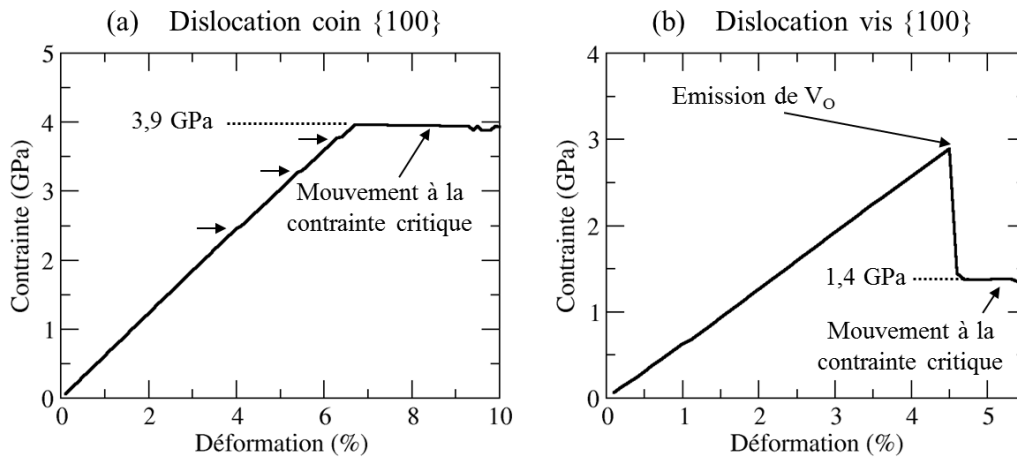 (a) Dislocation coin {100}
5
4
3
2
1
0
3,9 GPa
Mouvement à la
contrainte critique
Contrainte (GPa)
0 2 4 6 8 10
Déformation (%)
(b) Dislocation vis {100}
4
3
2
1
0
Emission de V_O
1,4 GPa
Mouvement à la
contrainte critique
Contrainte (GPa)
0 1 2 3 4 5
Déformation (%)